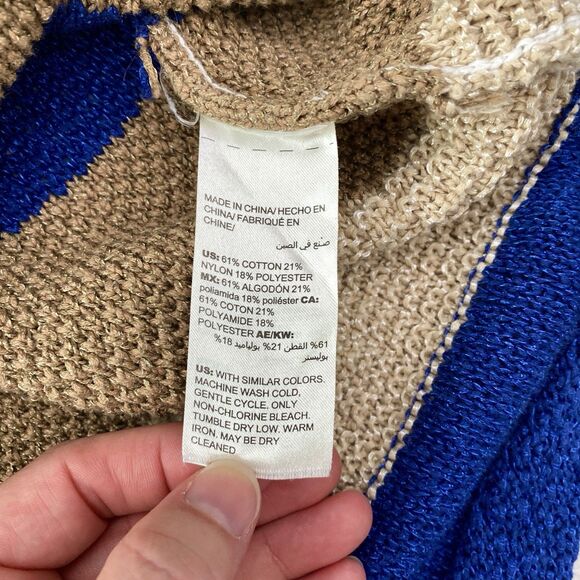 MADE IN CHINA/ HECHO EN
CHINA/ FABRIQUÉ EN
CHINE/
صنع في الصين
US: 61% COTTON 21%
NYLON 18% POLYESTER
MX: 61% ALGODÓN 21%
poliamida 18% poliéster CA:
61% COTON 21%
POLYAMIDE 18%
POLYESTER AE/KW:
61% القطن 21% بولياميد 18%
بوليستر
US: WITH SIMILAR COLORS.
MACHINE WASH COLD,
GENTLE CYCLE, ONLY
NON-CHLORINE BLEACH.
TUMBLE DRY LOW. WARM
IRON. MAY BE DRY
CLEANED